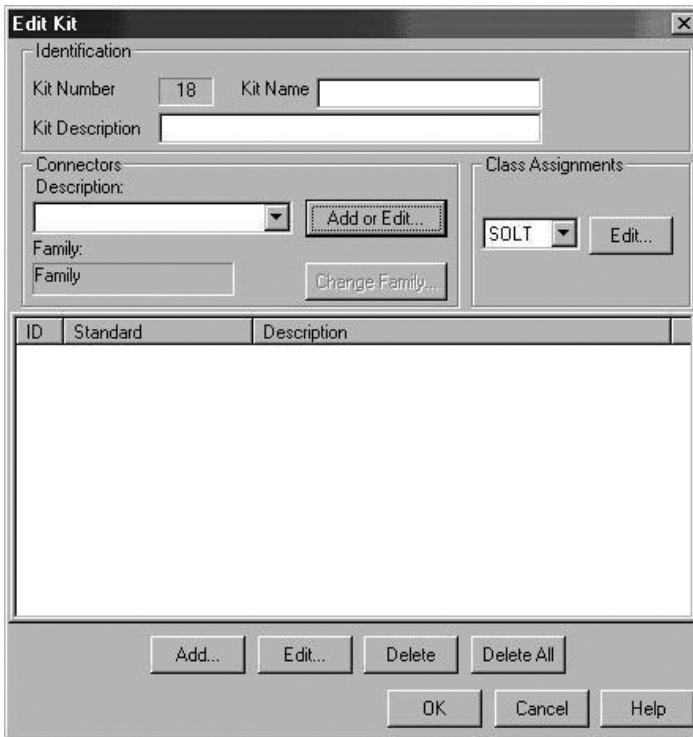 Edit Kit
Identification
Kit Number 18 Kit Name
Kit Description
Connectors
Description:
Add or Edit...
Family:
Family
Change Family...
Class Assignments
SOLT Edit...
ID Standard Description
Add... Edit... Delete Delete All
OK Cancel Help